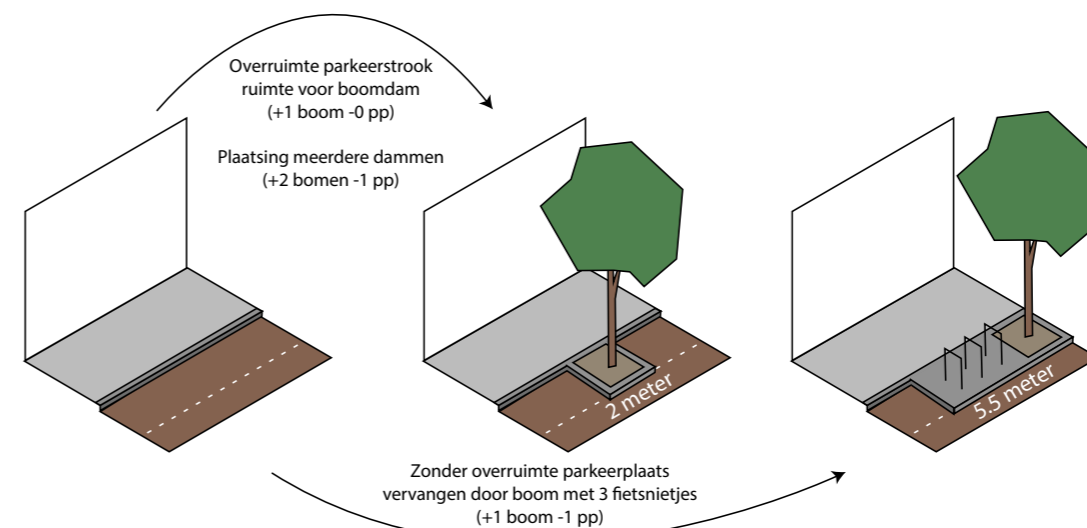 Overruimte parkeerstrook
ruimte voor boomdam
(+1 boom -0 pp)
Plaatsing meerdere dammen
(+2 bomen -1 pp)
2 meter
5.5 meter
Zonder overruimte parkeerplaats
vervangen door boom met 3 fietsnietjes
(+1 boom -1 pp)